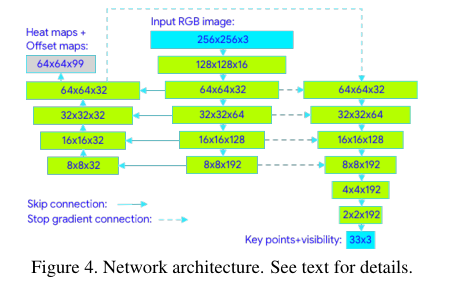 Input RGB image:
256x256x3
128x128x16
Heat maps +
Offset maps:
64x64x99
64x64x32
64x64x32
64x64x32
32x32x32
32x32x64
32x32x64
16x16x32
16x16x128
16x16x128
8x8x32
8x8x192
8x8x192
4x4x192
2x2x192
Key points+visibility:
33x3
Skip connection:
Stop gradient connection:
Figure 4. Network architecture. See text for details.